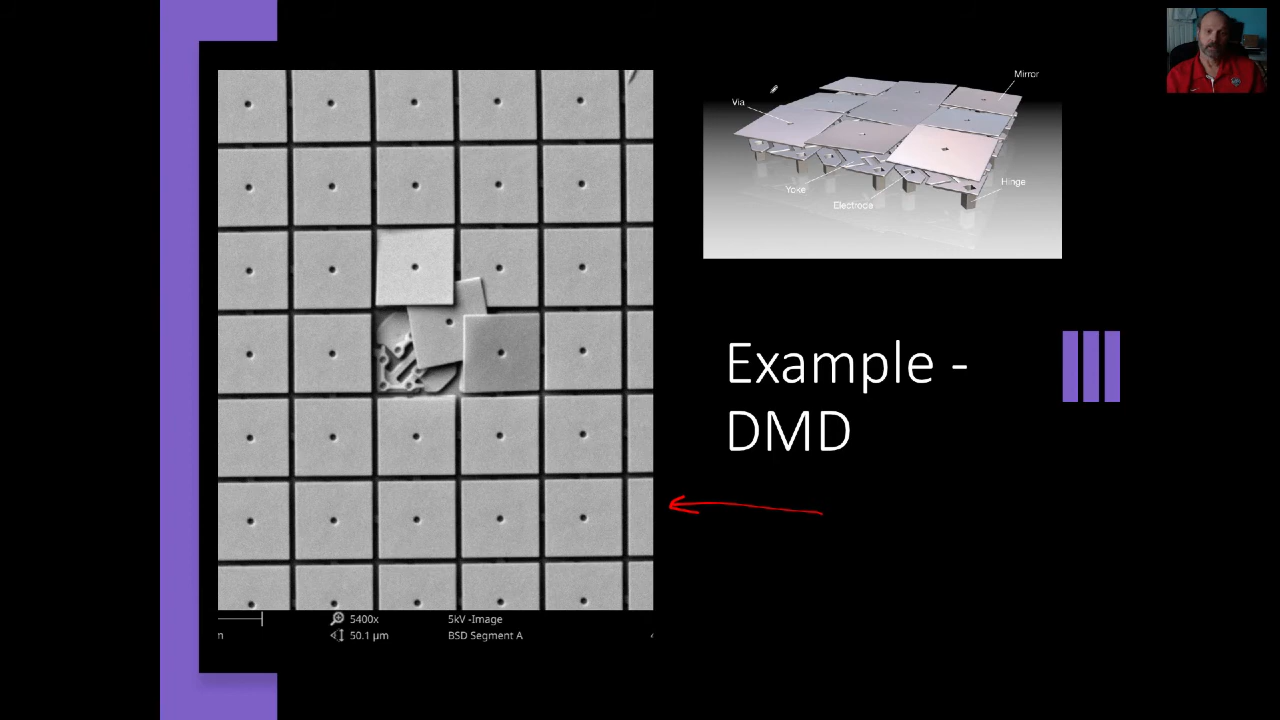 Mirror
Via
Yoke
Hinge
Electrode
Example -
DMD
5400x
5kV -Image
50.1 µm
BSD Segment A